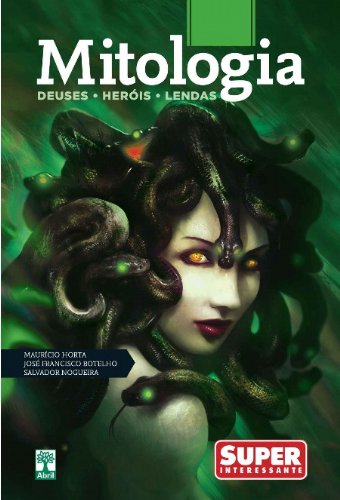 Mitologia
DEUSES • HERÓIS • LENDAS
MAURÍCIO HORTA
JOSÉ FRANCISCO BOTELHO
SALVADOR NOGUEIRA
Abril
SUPER
INTERESSANTE